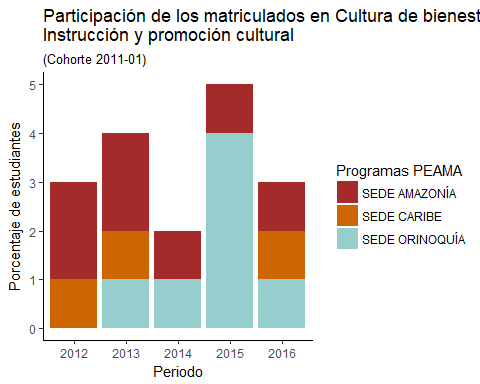 Participación de los matriculados en Cultura de bienest
Instrucción y promoción cultural
(Cohorte 2011-01)
Porcentaje de estudiantes
5
4
3
2
1
0
2012 2013 2014 2015 2016
Periodo
Programas PEAMA
SEDE AMAZONÍA
SEDE CARIBE
SEDE ORINOQUÍA